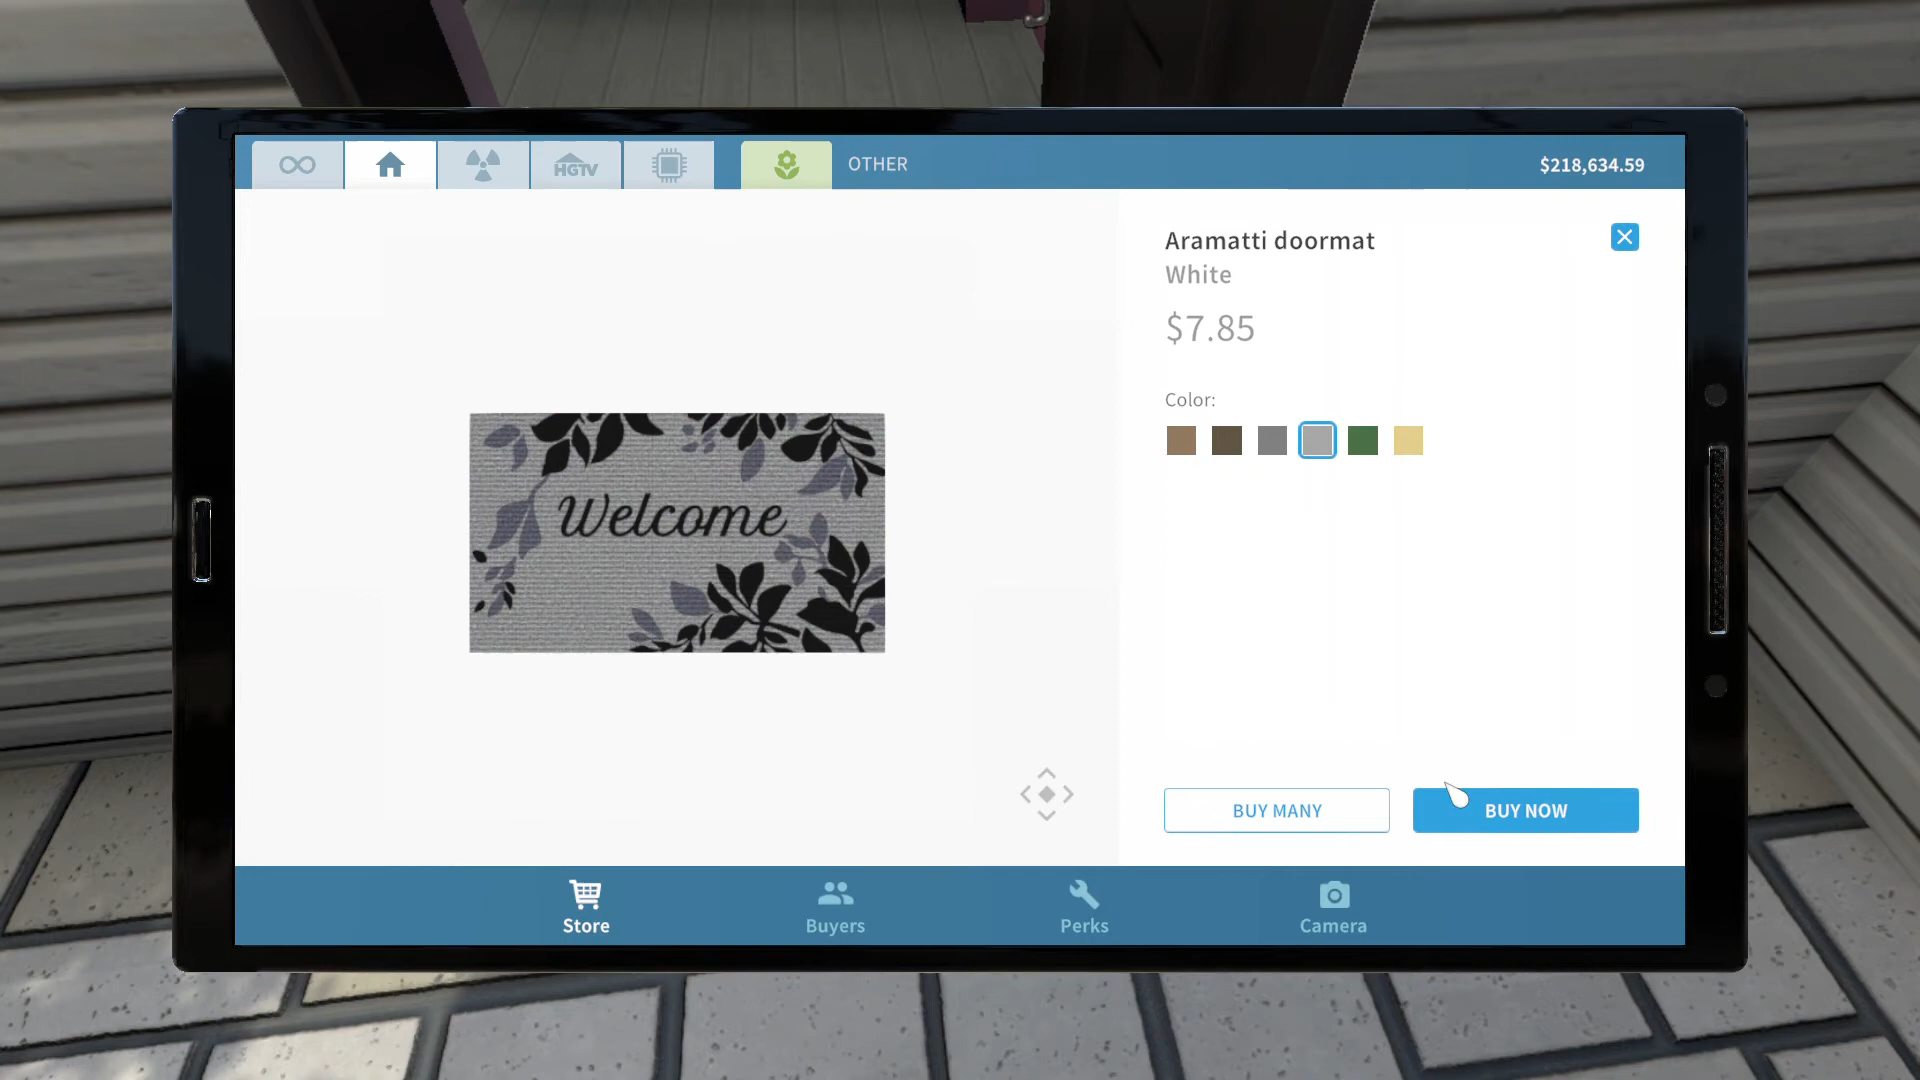 HGTV
OTHER
$218,634.59
Aramatti doormat
White
$7.85
Color:
Welcome
BUY MANY
BUY NOW
Store
Buyers
Perks
Camera